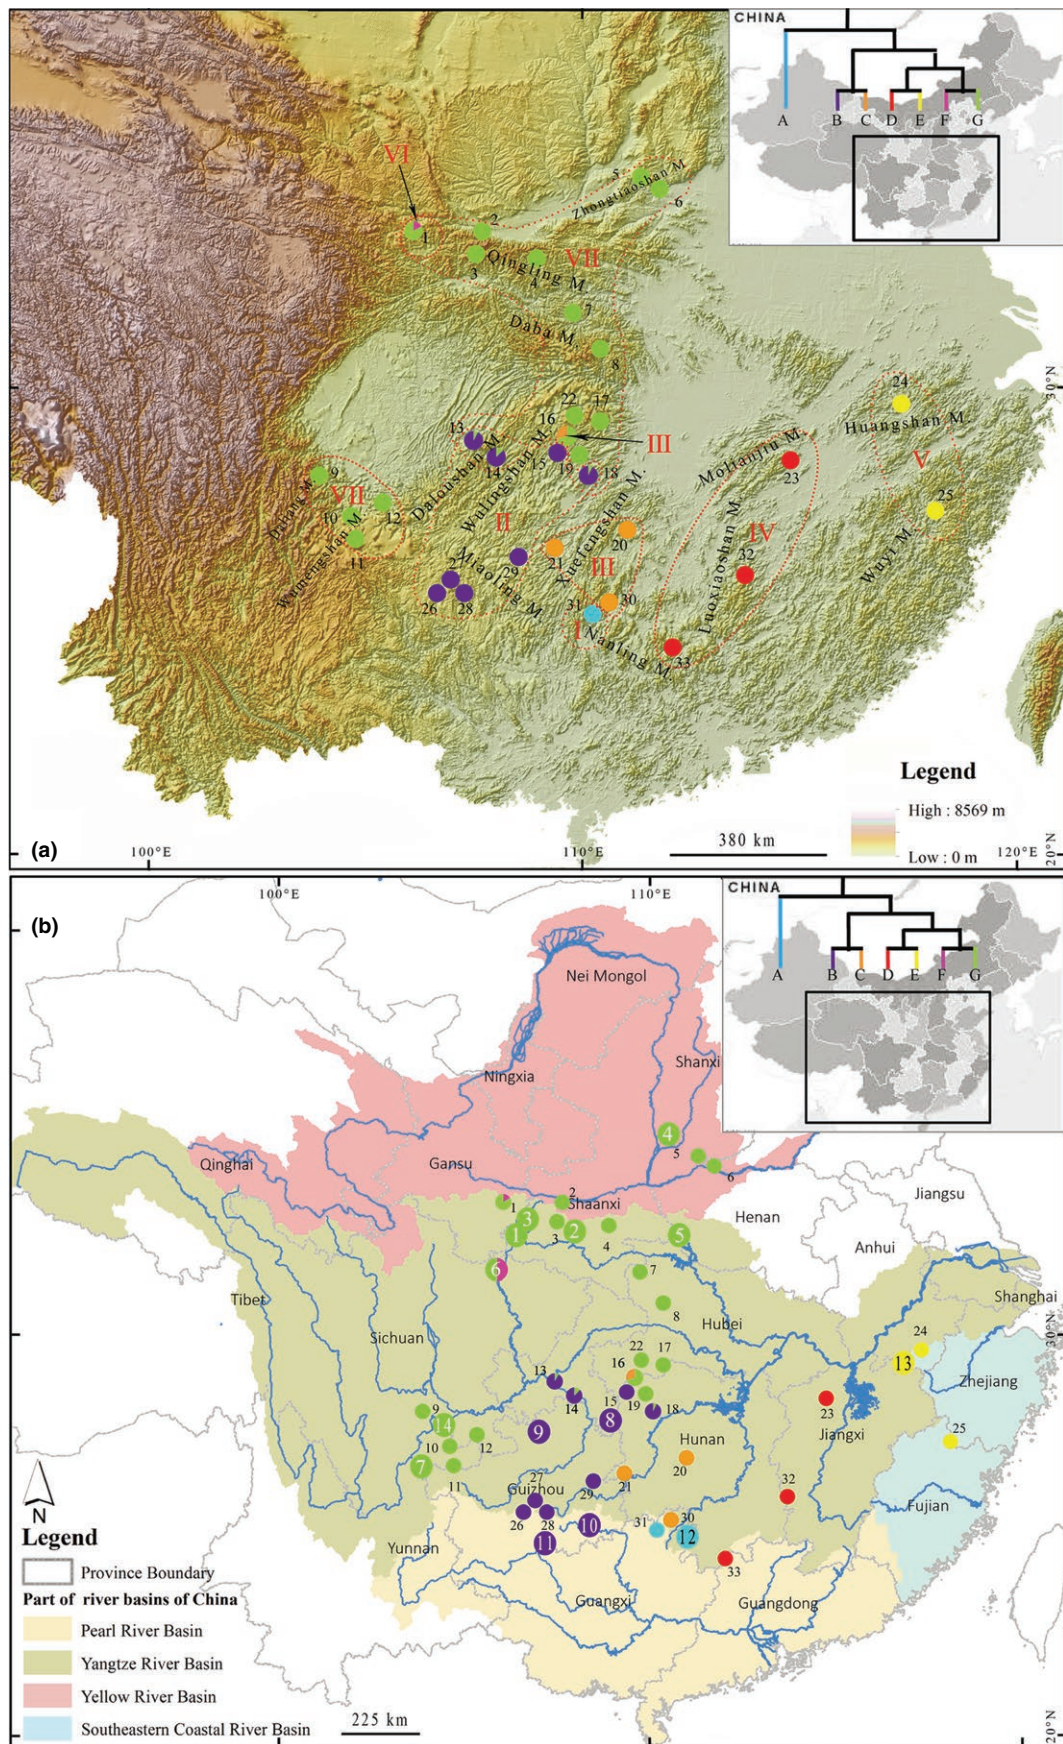 CHINA
A
B
C
D
E
F
G
VI
1
2
3
4
5
6
Zhongtiaoshan M
VII
Qingling M.
7
Daba M.
8
22
17
16
III
15
19
18
13
14
Daloushan M.
Wulingshan M.
II
9
VII
10
12
11
Wumengshan M
27
26
28
29
Miaoling M.
21
20
Xuefengshan M.
III
31
30
I
Nanling M.
Moltanjiu M.
23
Luoxiaoshan M
IV
32
33
24
Huangshan M.
V
25
Wuyi M.
30°N
Legend
High : 8569 m
Low : 0 m
380 km
(a)
100°E
110°E
120°E
20°N
100°E
110°E
(b)
CHINA
A
B
C
D
E
F
G
Nei Mongol
Ningxia
Shanxi
4
5
6
Qinghai
Gansu
Shaanxi
1
2
3
1
3
2
4
5
Henan
Jiangsu
Anhui
6
7
8
Tibet
Sichuan
Hubei
Shanghai
30°N
24
13
Zhejiang
22
17
16
13
14
15
19
18
8
9
9
14
10
12
7
11
23
Jiangxi
25
Hunan
20
21
27
Guizhou
29
26
28
10
11
31
30
12
32
33
Fujian
Yunnan
Guangxi
Guangdong
N
Legend
Province Boundary
Part of river basins of China
Pearl River Basin
Yangtze River Basin
Yellow River Basin
Southeastern Coastal River Basin
225 km
20°N